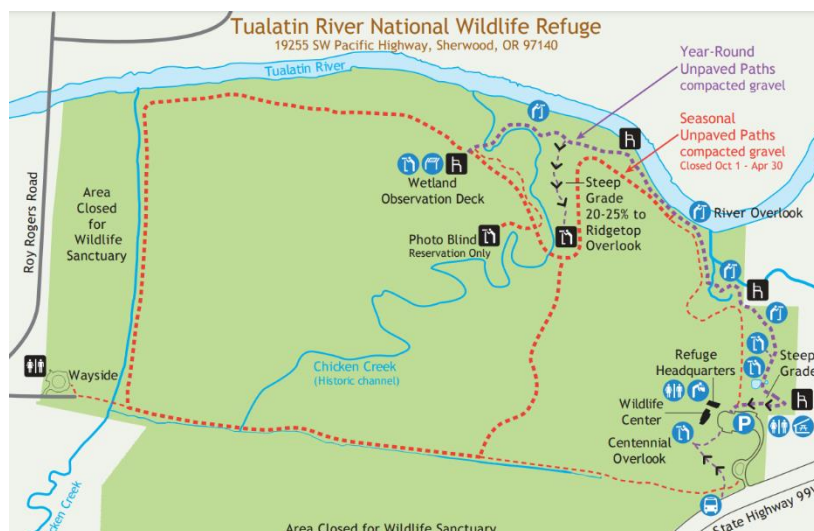 Tualatin River National Wildlife Refuge
19255 SW Pacific Highway, Sherwood, OR 97140
Tualatin River
Year-Round
Unpaved Paths
compacted gravel
Seasonal
Unpaved Paths
compacted gravel
Closed Oct 1 - Apr 30
Roy Rogers Road
Area
Closed
for
Wildlife
Sanctuary
Wetland
Observation Deck
Steep
Grade
20-25% to
Ridgetop
Overlook
Photo Blind
Reservation Only
River Overlook
Wayside
Chicken Creek
(Historic channel)
Refuge
Headquarters
Steep
Grade
Wildlife
Center
P
Centennial
Overlook
State Highway 99
Area Closed for Wildlife Sanctuary
Creek